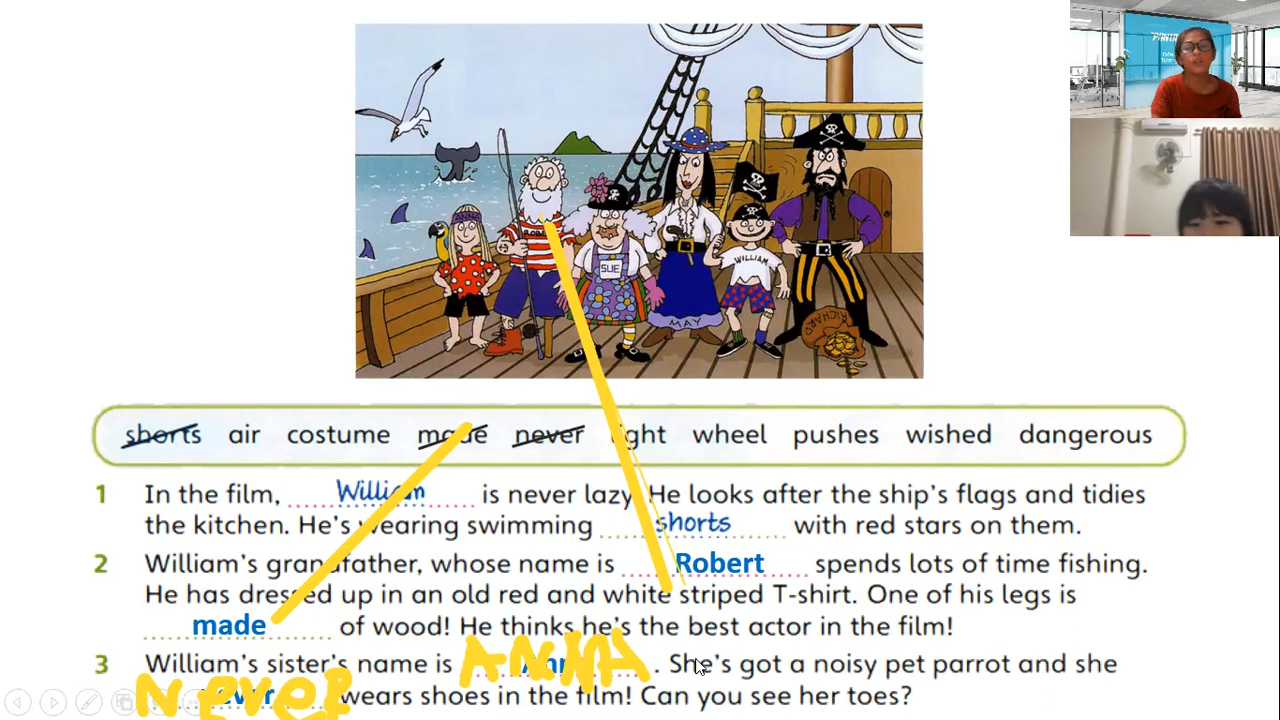 ANNA
ROBE
SUE
WILLIAM
MAY
RICHARD
shorts air costume made never light wheel pushes wished dangerous
1 In the film, William is never lazy. He looks after the ship's flags and tidies
the kitchen. He's wearing swimming shorts with red stars on them.
2 William's grandfather, whose name is Robert spends lots of time fishing.
He has dressed up in an old red and white striped T-shirt. One of his legs is
made of wood! He thinks he's the best actor in the film!
3 William's sister's name is ANNA . She's got a noisy pet parrot and she
Never wears shoes in the film! Can you see her toes?